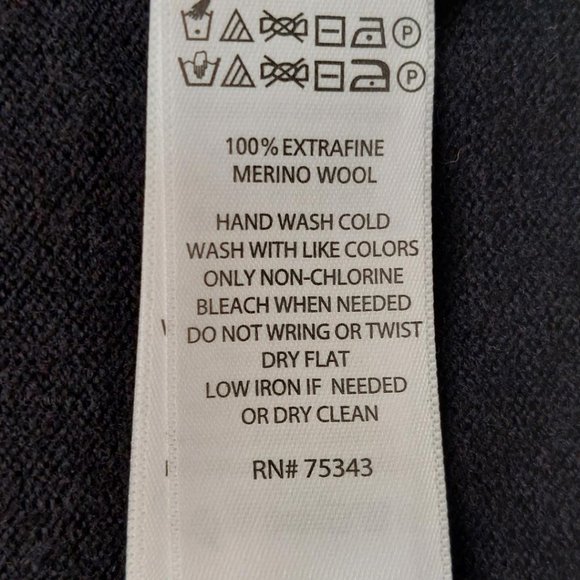 P
P
100% EXTRAFINE
MERINO WOOL
HAND WASH COLD
WASH WITH LIKE COLORS
ONLY NON-CHLORINE
BLEACH WHEN NEEDED
DO NOT WRING OR TWIST
DRY FLAT
LOW IRON IF NEEDED
OR DRY CLEAN
RN# 75343